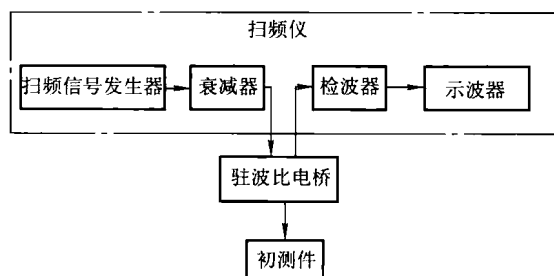 扫频仪
扫频信号发生器
衰减器
检波器
示波器
驻波比电桥
初测件